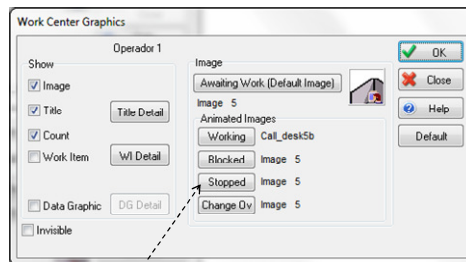 Work Center Graphics
Operador 1
Show
Image
Title
Title Detail
Count
Work Item
WI Detail
Data Graphic
DG Detail
Invisible
Image
Awaiting Work (Default Image)
Image 5
Animated Images
Working Call_desk5b
Blocked Image 5
Stopped Image 5
Change Ov Image 5
OK
Close
Help
Default